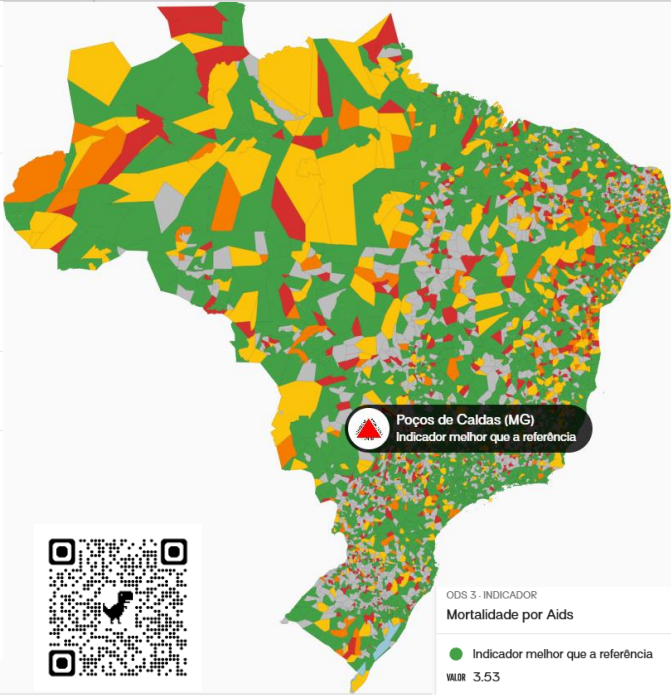 Poços de Caldas (MG)
Indicador melhor que a referência
ODS 3 - INDICADOR
Mortalidade por Aids
Indicador melhor que a referência
VALOR 3.53